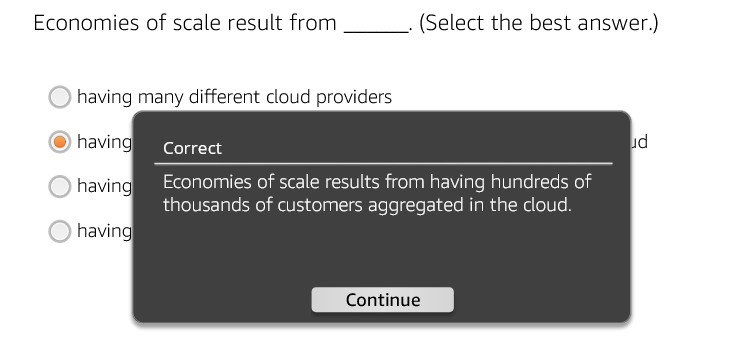 Economies of scale result from ______. (Select the best answer.)
having many different cloud providers
having
Correct
Economies of scale results from having hundreds of
having
thousands of customers aggregated in the cloud.
having
Continue